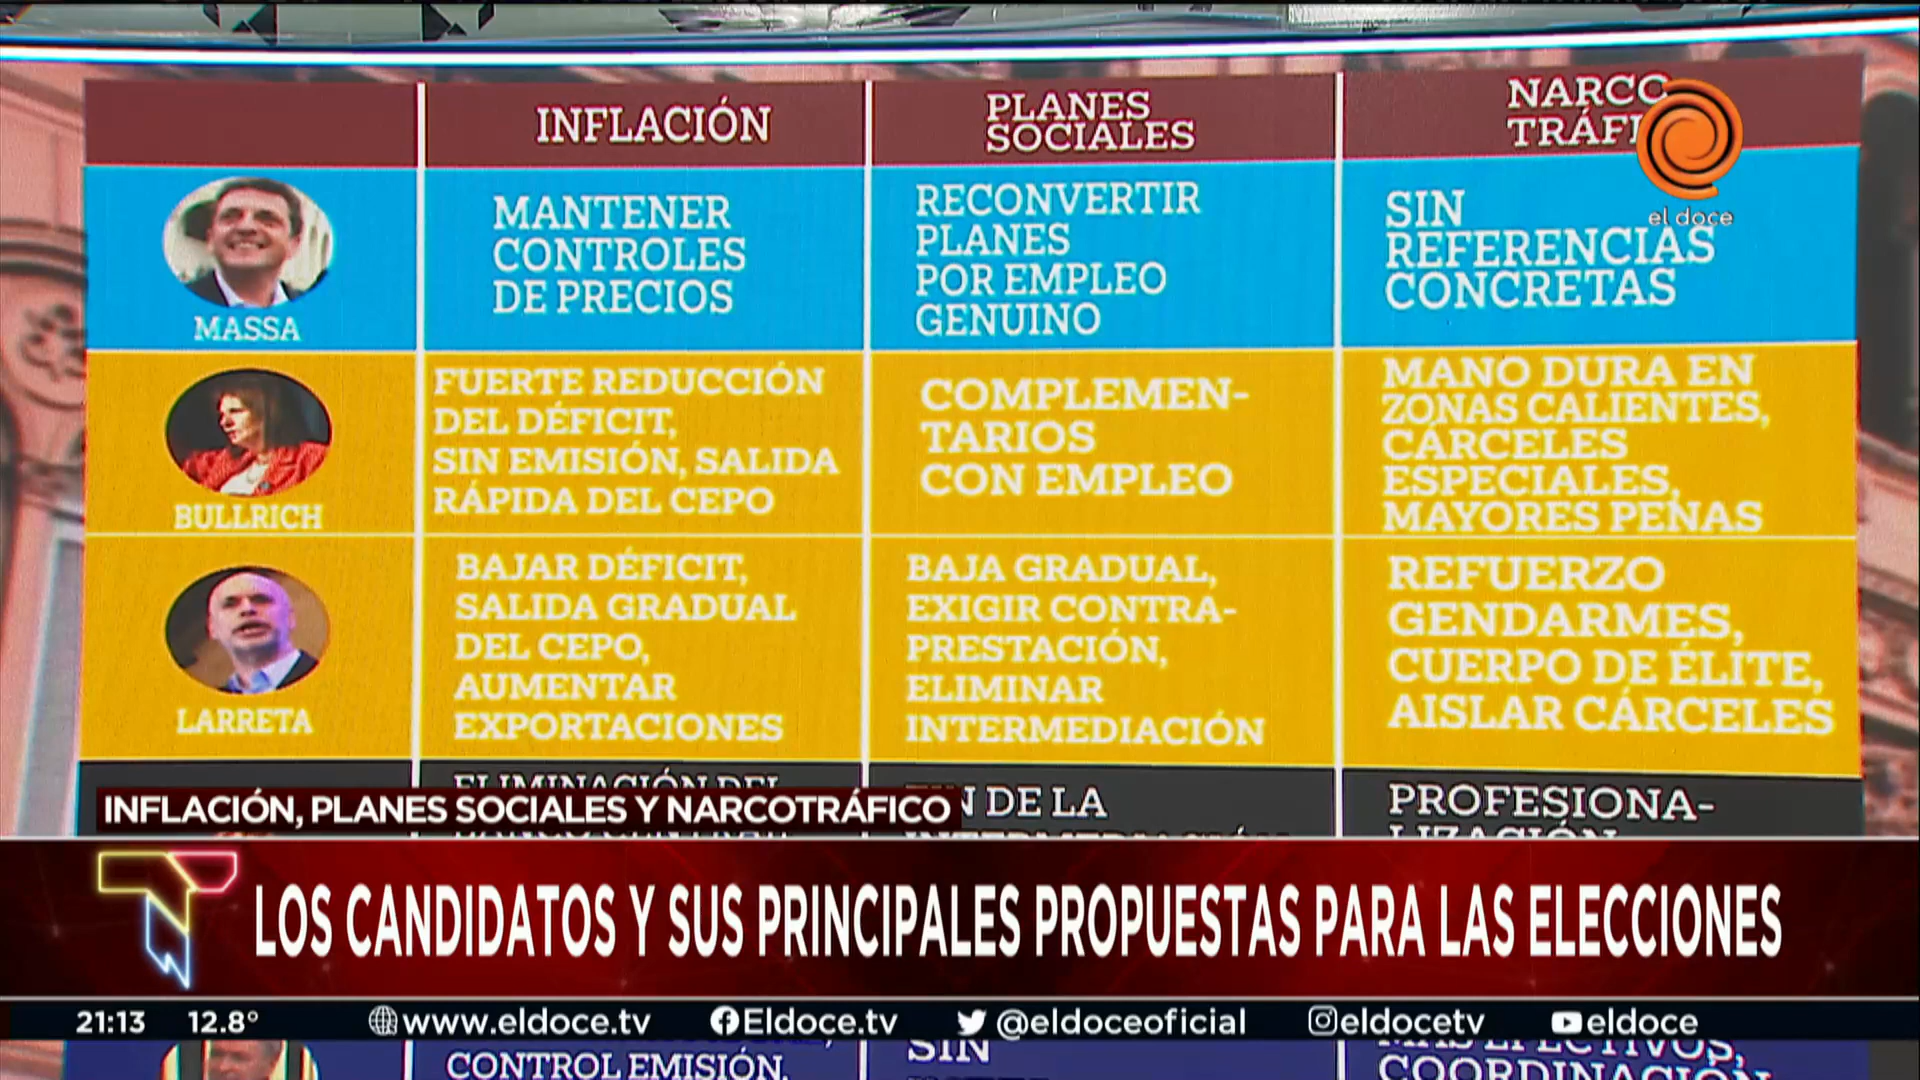 INFLACIÓN
PLANES
SOCIALES
NARCO
TRÁFI
el doce
MASSA
MANTENER
CONTROLES
DE PRECIOS
RECONVERTIR
PLANES
POR EMPLEO
GENUINO
SIN
REFERENCIAS
CONCRETAS
BULLRICH
FUERTE REDUCCIÓN
DEL DÉFICIT,
SIN EMISIÓN, SALIDA
RÁPIDA DEL CEPO
COMPLEMEN-
TARIOS
CON EMPLEO
MANO DURA EN
ZONAS CALIENTES,
CÁRCELES
ESPECIALES,
MAYORES PENAS
LARRETA
BAJAR DÉFICIT,
SALIDA GRADUAL
DEL CEPO,
AUMENTAR
EXPORTACIONES
BAJA GRADUAL,
EXIGIR CONTRA-
PRESTACIÓN,
ELIMINAR
INTERMEDIACIÓN
REFUERZO
GENDARMES,
CUERPO DE ÉLITE,
AISLAR CÁRCELES
ELIMINACIÓN DEL
DE LA
PROFESIONA-
LIZACIÓN
INFLACIÓN, PLANES SOCIALES Y NARCOTRÁFICO
LOS CANDIDATOS Y SUS PRINCIPALES PROPUESTAS PARA LAS ELECCIONES
21:13 12.8° www.eldoce.tv Eldoce.tv @eldoceoficial eldocetv eldoce
CONTROL EMISIÓN,
SIN
MÁS EFECTIVOS,
COORDINACIÓN